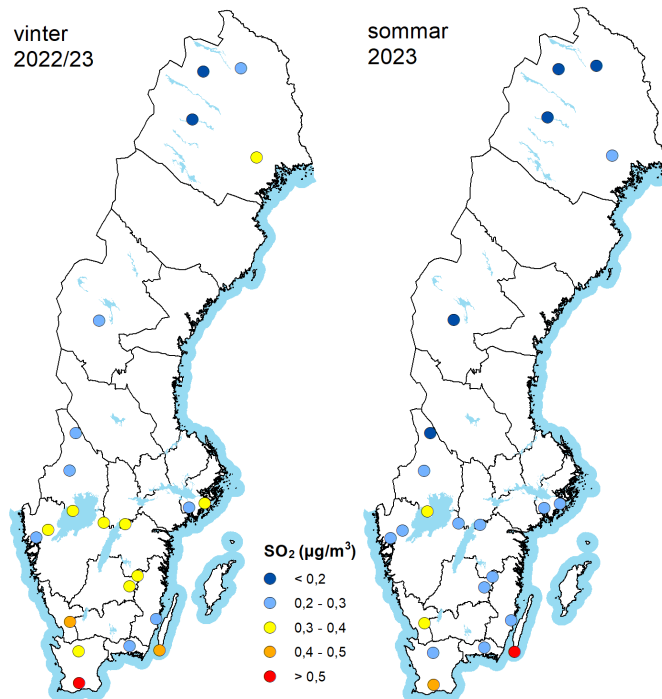 vinter
2022/23
sommar
2023
SO₂ (µg/m³)
< 0,2
0,2 - 0,3
0,3 - 0,4
0,4 - 0,5
> 0,5